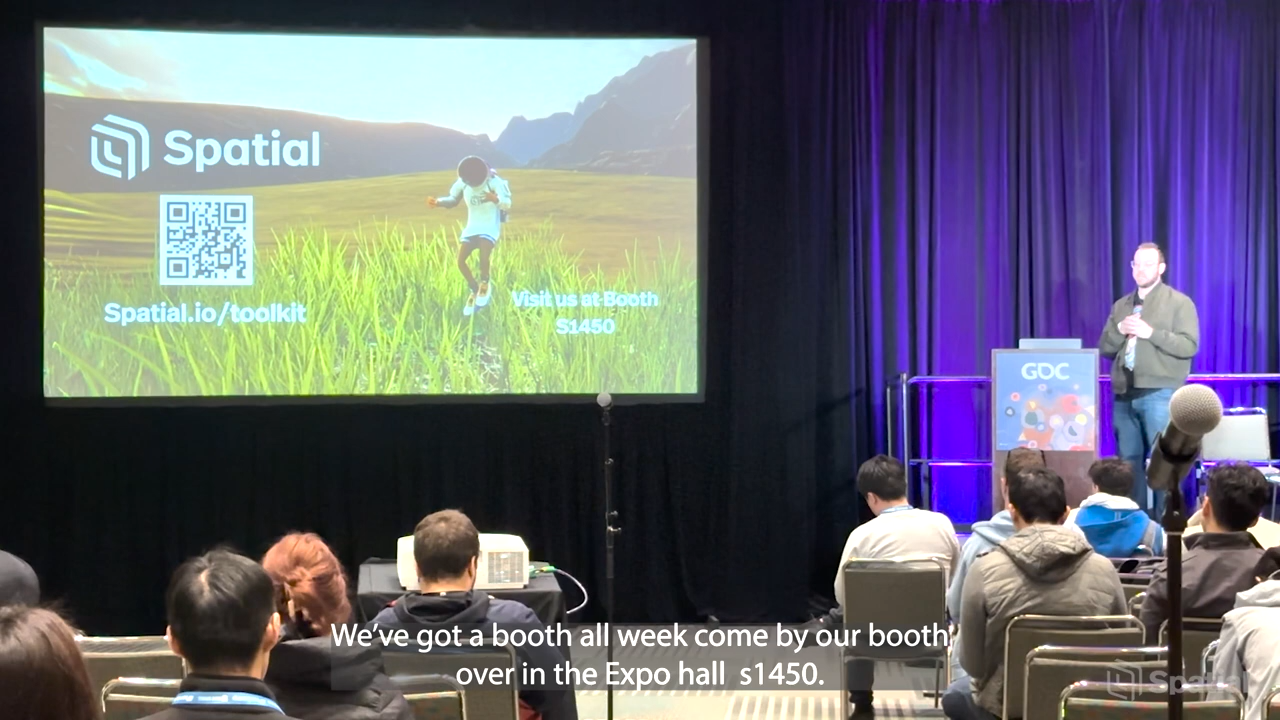 Spatial
Spatial.io/toolkit
Visit us at Booth
S1450
GDC
We've got a booth all week come by our booth
over in the Expo hall  s1450.
Spatial